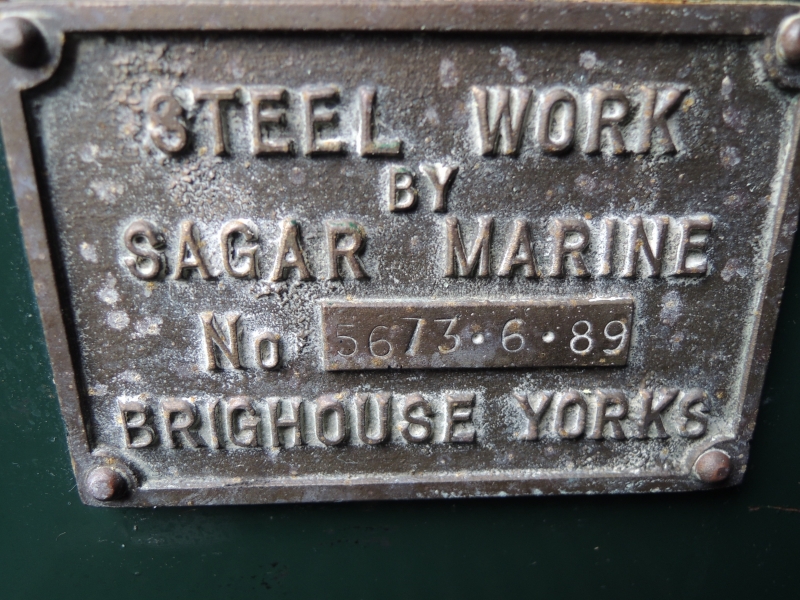 STEEL WORK
BY
SAGAR MARINE
No 5673·6·89
BRIGHOUSE YORKS